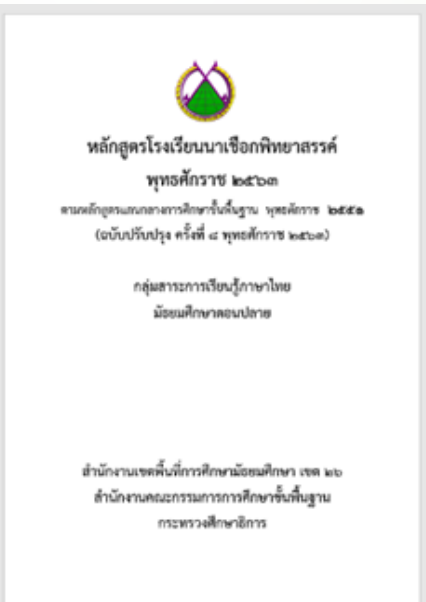 หลักสูตรโรงเรียนนาเชือกพิทยาสรรค์
พุทธศักราช ๒๕๖๓
ตามหลักสูตรแกนกลางการศึกษาขั้นพื้นฐาน พุทธศักราช ๒๕๕๑
(ฉบับปรับปรุง ครั้งที่ ๘ พุทธศักราช ๒๕๖๓)
กลุ่มสาระการเรียนรู้ภาษาไทย
มัธยมศึกษาตอนปลาย
สำนักงานเขตพื้นที่การศึกษามัธยมศึกษา เขต ๒๖
สำนักงานคณะกรรมการการศึกษาขั้นพื้นฐาน
กระทรวงศึกษาธิการ